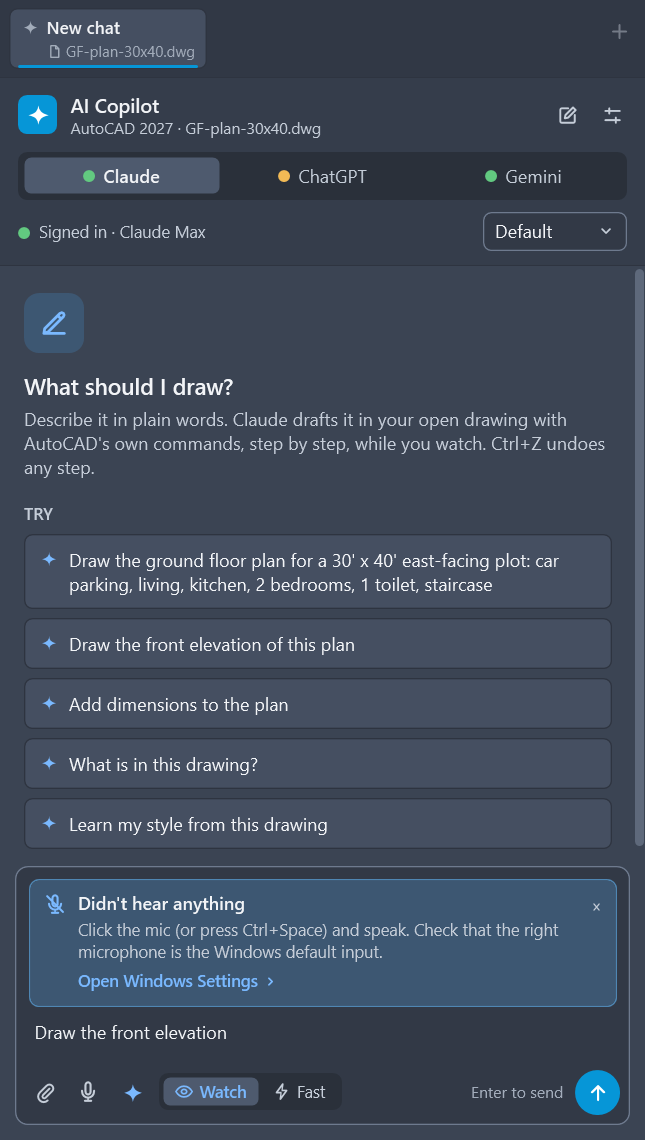 New chat
GF-plan-30x40.dwg
AI Copilot
AutoCAD 2027 · GF-plan-30x40.dwg
Claude
ChatGPT
Gemini
Signed in · Claude Max
Default
What should I draw?
Describe it in plain words. Claude drafts it in your open drawing with
AutoCAD's own commands, step by step, while you watch. Ctrl+Z undoes
any step.
TRY
Draw the ground floor plan for a 30' x 40' east-facing plot: car
parking, living, kitchen, 2 bedrooms, 1 toilet, staircase
Draw the front elevation of this plan
Add dimensions to the plan
What is in this drawing?
Learn my style from this drawing
Didn't hear anything
Click the mic (or press Ctrl+Space) and speak. Check that the right
microphone is the Windows default input.
Open Windows Settings
Draw the front elevation
Watch
Fast
Enter to send